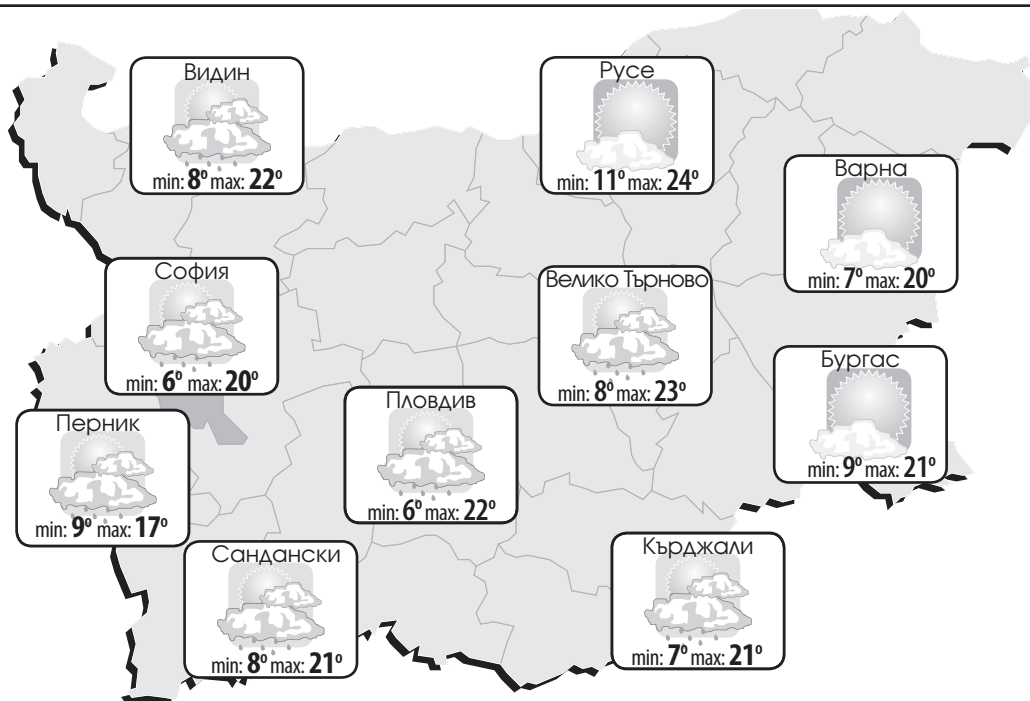 Видин
min: 8° max: 22°
Русе
min: 11° max: 24°
Варна
min: 7° max: 20°
София
min: 6° max: 20°
Велико Търново
min: 8° max: 23°
Бургас
min: 9° max: 21°
Пловдив
min: 6° max: 22°
Перник
min: 9° max: 17°
Сандански
min: 8° max: 21°
Кърджали
min: 7° max: 21°